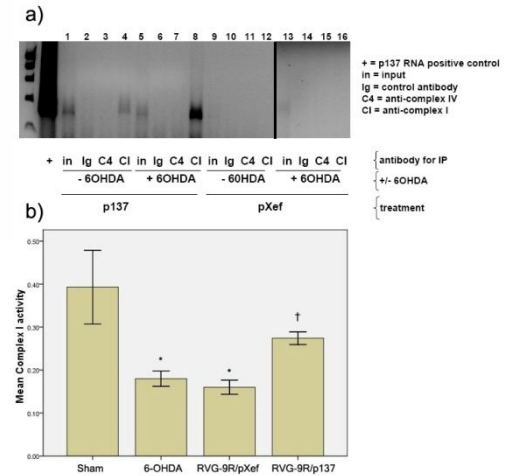 a)
1 2 3 4 5 6 7 8 9 10 11 12 13 14 15 16
+ = p137 RNA positive control
in = input
Ig = control antibody
C4 = anti-complex IV
CI = anti-complex I
+ in Ig C4 CI in Ig C4 CI in Ig C4 CI in Ig C4 CI
antibody for IP
- 6OHDA + 6OHDA - 60HDA + 6OHDA
+/- 6OHDA
p137 pXef
treatment
b)
Mean Complex I activity
0.50
0.40
0.30
0.20
0.10
0.00
* * †
Sham 6-OHDA RVG-9R/pXef RVG-9R/p137